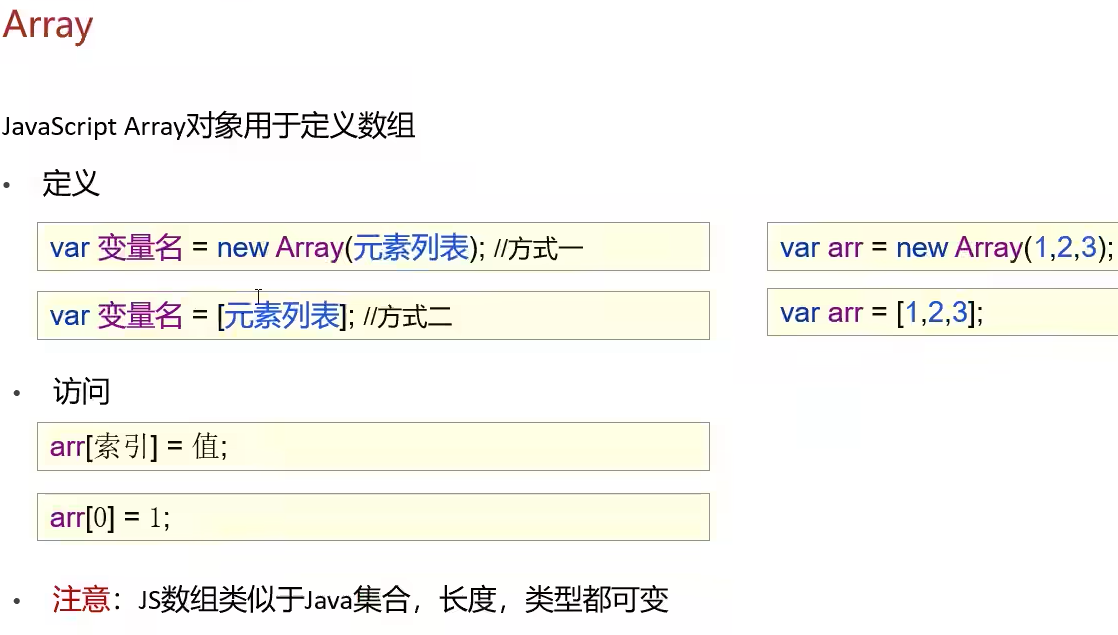 Array
JavaScript Array对象用于定义数组
• 定义
var 变量名 = new Array(元素列表); //方式一
var arr = new Array(1,2,3);
var 变量名 = [元素列表]; //方式二
var arr = [1,2,3];
• 访问
arr[索引] = 值;
arr[0] = 1;
• 注意：JS数组类似于Java集合，长度，类型都可变